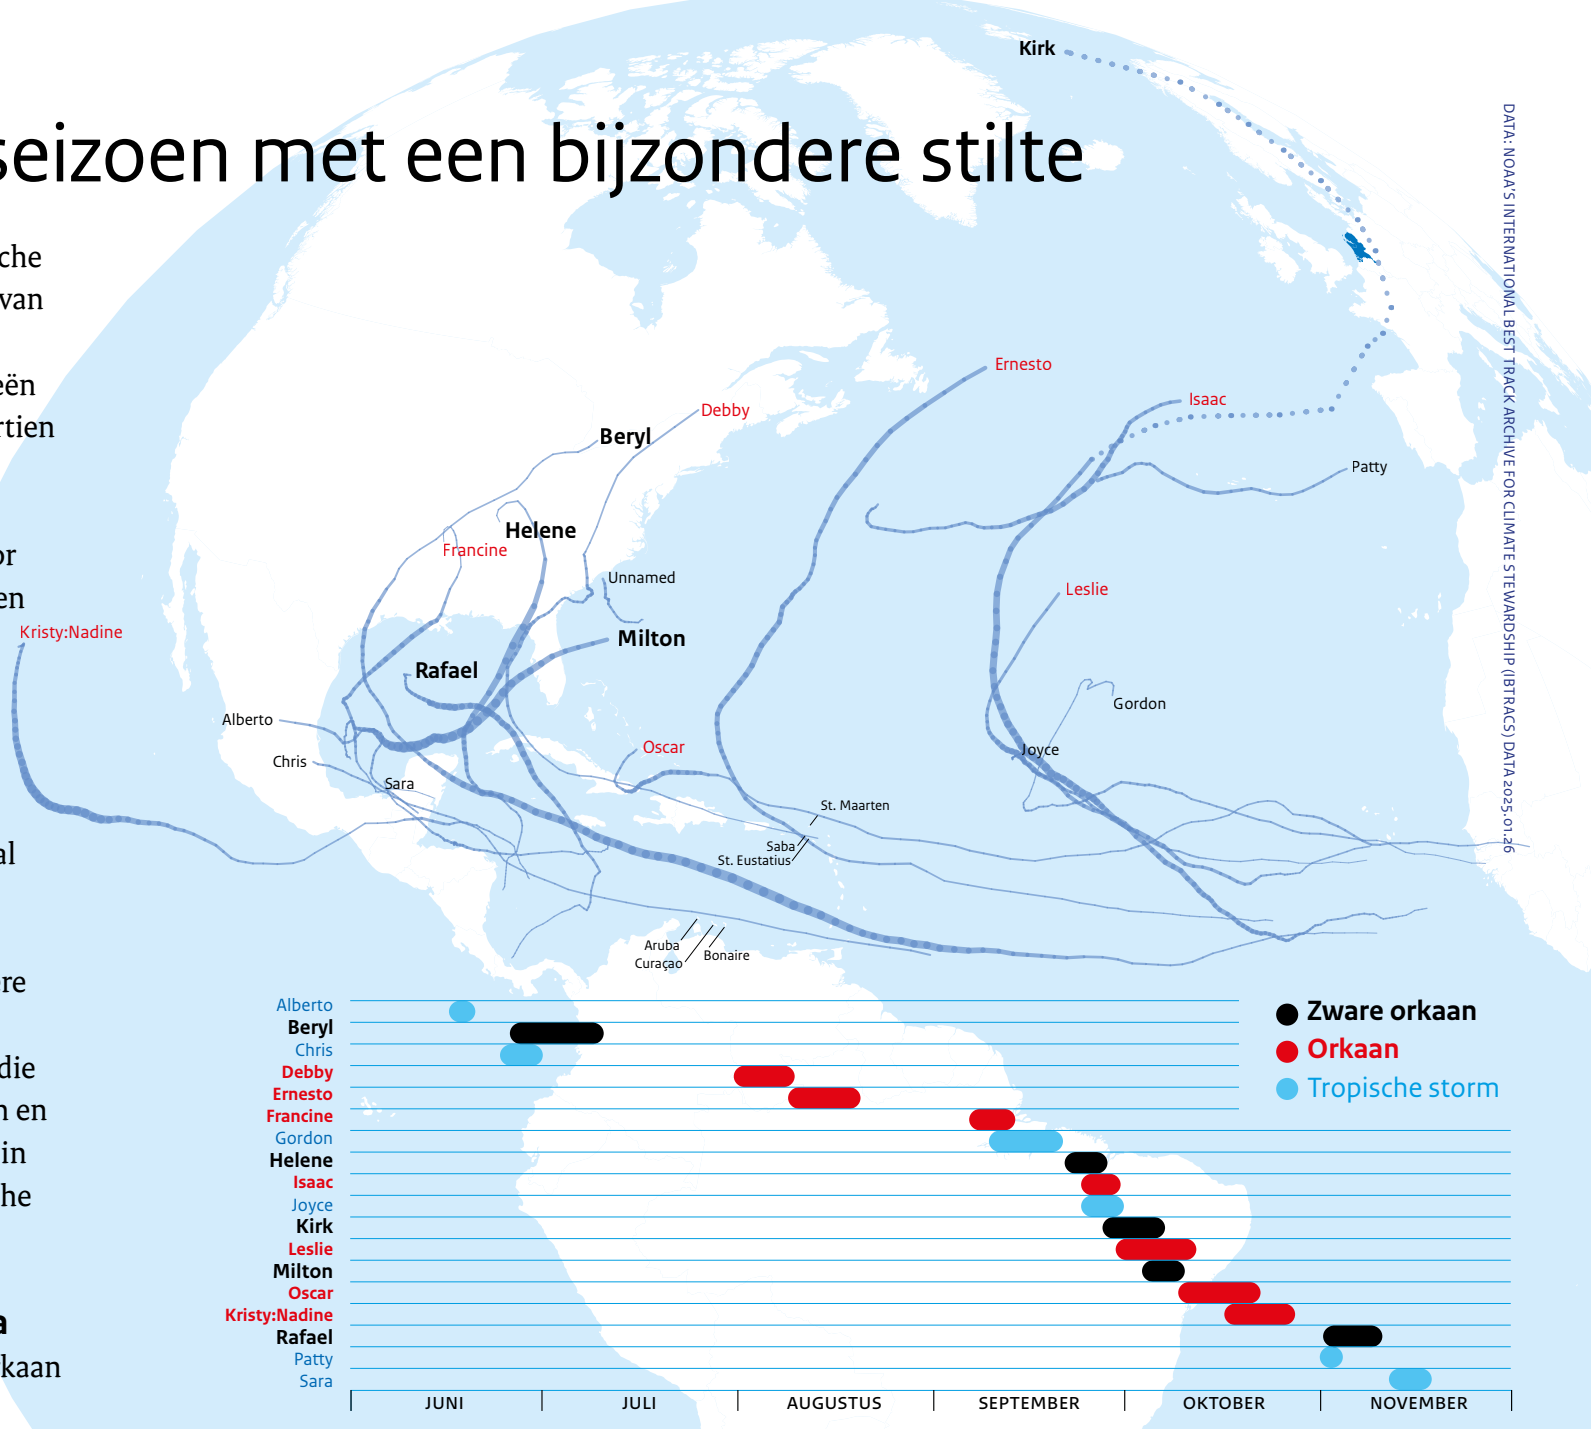 seizoen met een bijzondere stilte
che
van
eën
rtien
or
en
al
ere
die
n en
in
he
a
kaan
Kirk
Ernesto
Isaac
Debby
Beryl
Patty
Helene
Francine
Unnamed
Leslie
Kristy:Nadine
Milton
Rafael
Gordon
Alberto
Oscar
Joyce
Chris
Sara
St. Maarten
Saba
St. Eustatius
Aruba
Bonaire
Curaçao
DATA: NOAA'S INTERNATIONAL BEST TRACK ARCHIVE FOR CLIMATE STEWARDSHIP (IBTRACS) DATA 2025.01.26
Zware orkaan
Orkaan
Tropische storm
Alberto
Beryl
Chris
Debby
Ernesto
Francine
Gordon
Helene
Isaac
Joyce
Kirk
Leslie
Milton
Oscar
Kristy:Nadine
Rafael
Patty
Sara
JUNI JULI AUGUSTUS SEPTEMBER OKTOBER NOVEMBER